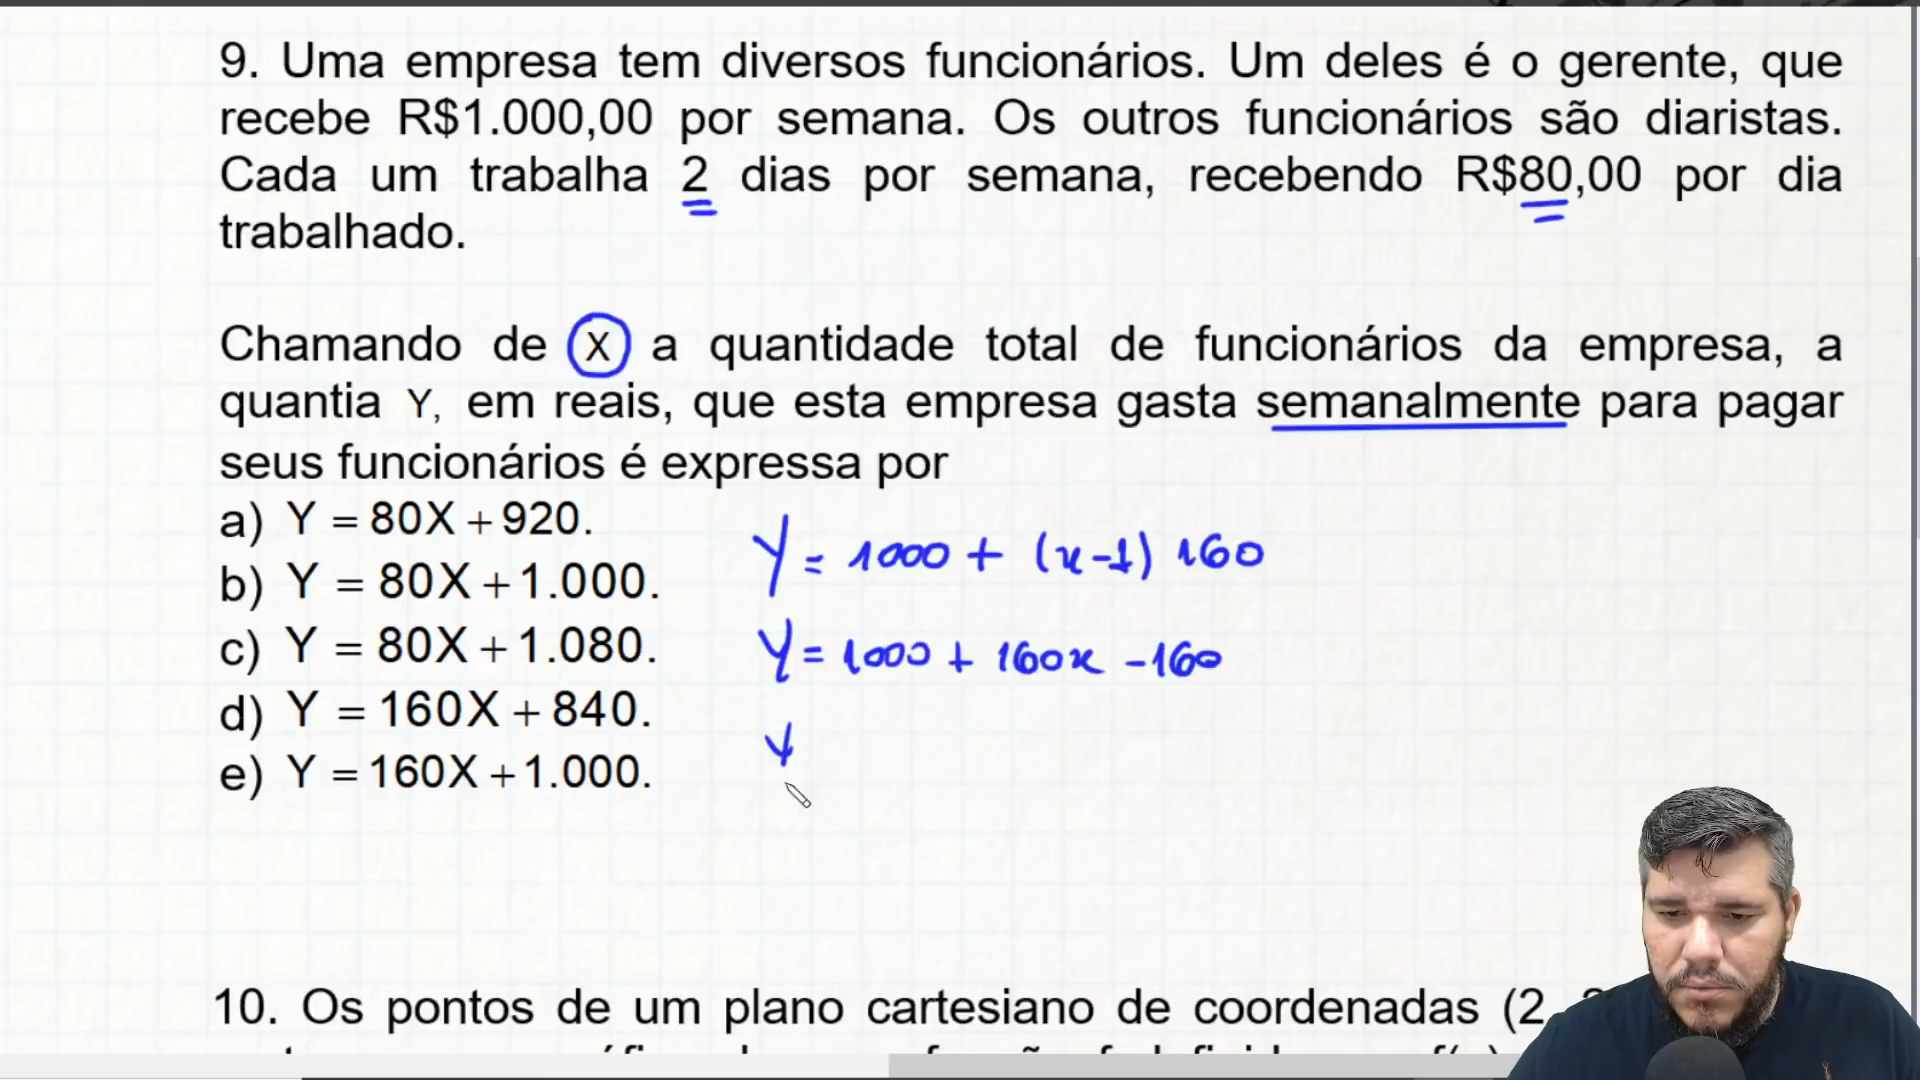 9. Uma empresa tem diversos funcionários. Um deles é o gerente, que
recebe R$1.000,00 por semana. Os outros funcionários são diaristas.
Cada um trabalha 2 dias por semana, recebendo R$80,00 por dia
trabalhado.
Chamando de X a quantidade total de funcionários da empresa, a
quantia Y, em reais, que esta empresa gasta semanalmente para pagar
seus funcionários é expressa por
a) Y = 80X + 920.
b) Y = 80X + 1.000.
c) Y = 80X + 1.080.
d) Y = 160X + 840.
e) Y = 160X + 1.000.
Y = 1000 + (x-1) 160
Y = 1000 + 160x - 160
Y
10. Os pontos de um plano cartesiano de coordenadas (2,